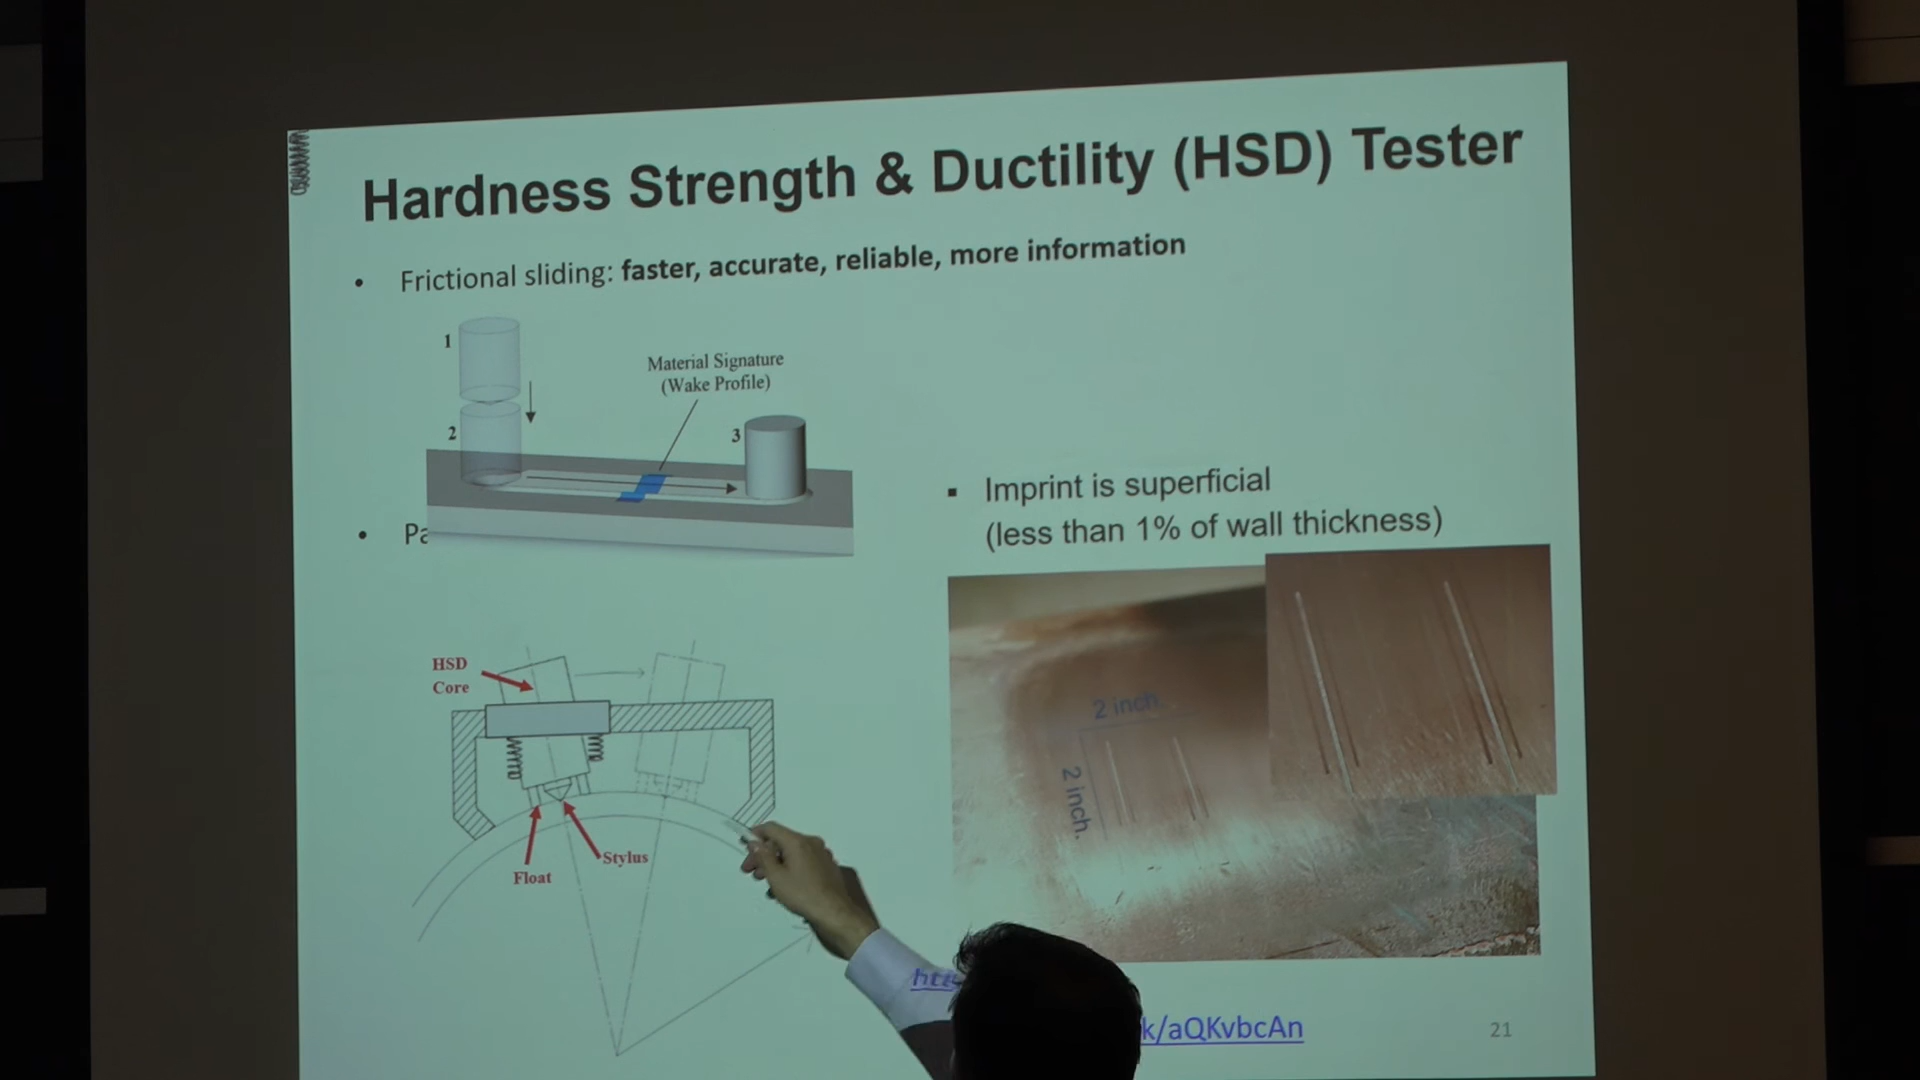 Hardness Strength & Ductility (HSD) Tester
• Frictional sliding: faster, accurate, reliable, more information
1
Material Signature
(Wake Profile)
2
3
▪ Imprint is superficial
(less than 1% of wall thickness)
• Pa
HSD
Core
2 inch
2 inch.
Stylus
Float
htt
k/aQKvbcAn
21